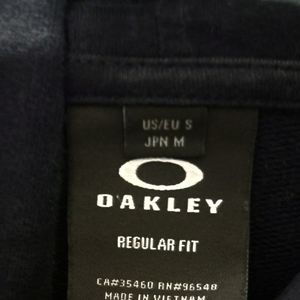 US/EU S
JPN M
OAKLEY
REGULAR FIT
CA#35460 RN#96548
MADE IN VIETNAM